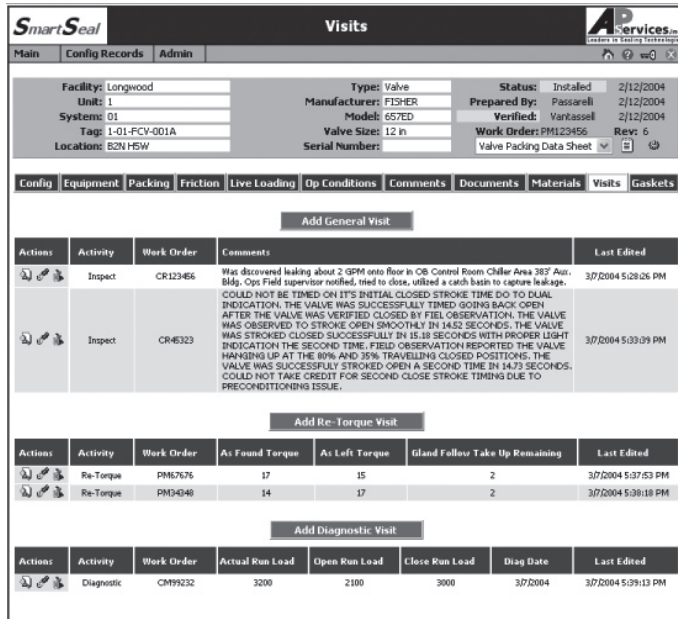 SmartSeal
Visits
APServices.inc
Leaders in Sealing Technologies
Main Config Records Admin
Facility: Longwood Type: Valve Status: Installed 2/12/2004
Unit: 1 Manufacturer: FISHER Prepared By: Passarelli 2/12/2004
System: 01 Model: 657ED Verified: Vantassell 2/12/2004
Tag: 1-01-FCV-001A Valve Size: 12 in Work Order: PM123456 Rev: 6
Location: B2N H5W Serial Number: Valve Packing Data Sheet
Config Equipment Packing Friction Live Loading Op Conditions Comments Documents Materials Visits Gaskets
Add General Visit
Actions Activity Work Order Comments Last Edited
Inspect CR123456 Was discovered leaking about 2 GPM onto floor in OB Control Room Chiller Area 383' Aux. 3/7/2004 5:28:26 PM
Bldg. Ops Field supervisor notified, tried to close, utilized a catch basin to capture leakage.
COULD NOT BE TIMED ON IT'S INITIAL CLOSED STROKE TIME DO TO DUAL
INDICATION. THE VALVE WAS SUCCESSFULLY TIMED GOING BACK OPEN
AFTER THE VALVE WAS VERIFIED CLOSED BY FIEL OBSERVATION. THE VALVE
WAS OBSERVED TO STROKE OPEN SMOOTHLY IN 14.52 SECONDS. THE VALVE
WAS STROKED CLOSED SUCCESSFULLY IN 15.18 SECONDS WITH PROPER LIGHT
Inspect CR45323 INDICATION THE SECOND TIME. FIELD OBSERVATION REPORTED THE VALVE 3/7/2004 5:33:39 PM
HANGING UP AT THE 80% AND 35% TRAVELLING CLOSED POSITIONS. THE
VALVE WAS SUCCESSFULY STROKED OPEN A SECOND TIME IN 14.73 SECONDS.
COULD NOT TAKE CREDIT FOR SECOND CLOSE STROKE TIMING DUE TO
PRECONDITIONING ISSUE.
Add Re-Torque Visit
Actions Activity Work Order As Found Torque As Left Torque Gland Follow Take Up Remaining Last Edited
Re-Torque PM67676 17 15 2 3/7/2004 5:37:53 PM
Re-Torque PM34348 14 17 2 3/7/2004 5:38:18 PM
Add Diagnostic Visit
Actions Activity Work Order Actual Run Load Open Run Load Close Run Load Diag Date Last Edited
Diagnostic CM99232 3200 2100 3000 3/7/2004 3/7/2004 5:39:13 PM